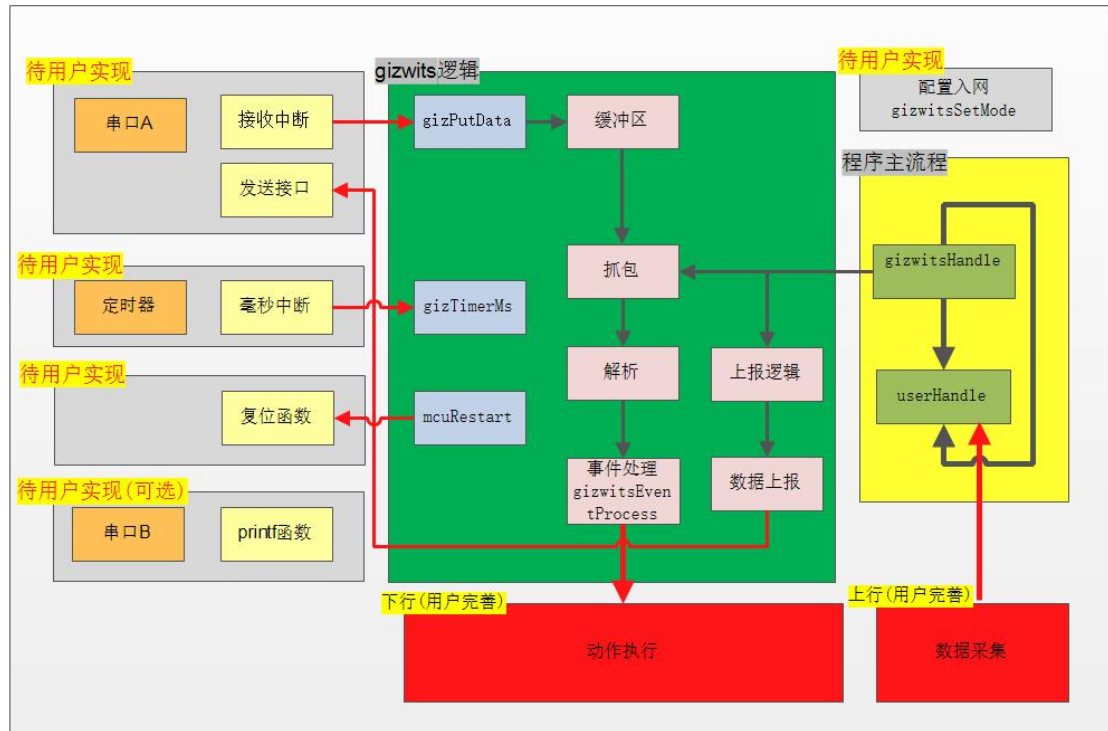 待用户实现
串口A
接收中断
发送接口
待用户实现
定时器
毫秒中断
待用户实现
复位函数
待用户实现(可选)
串口B
printf函数
gizwits逻辑
gizPutData
缓冲区
抓包
gizTimerMs
解析
上报逻辑
mcuRestart
事件处理
gizwitsEven
tProcess
数据上报
待用户实现
配置入网
gizwitsSetMode
程序主流程
gizwitsHandle
userHandle
下行(用户完善)
动作执行
上行(用户完善)
数据采集